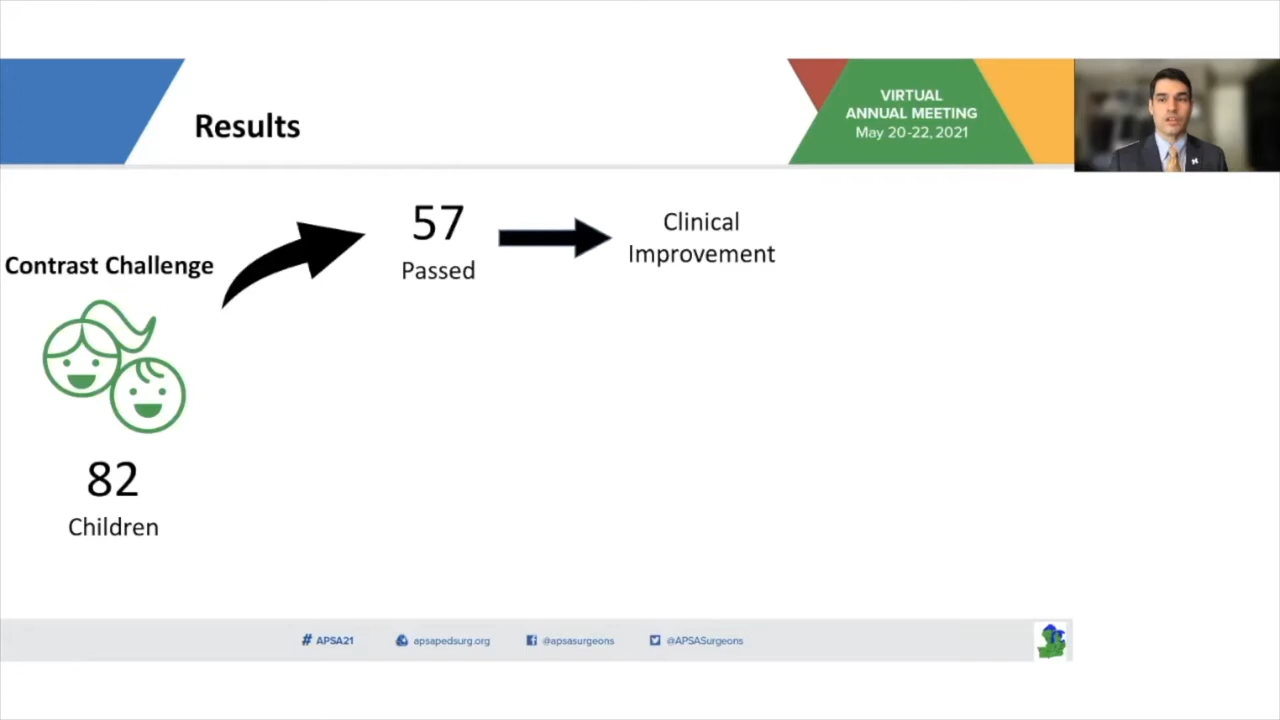 VIRTUAL
ANNUAL MEETING
May 20-22, 2021
Results
57
Passed
Clinical
Improvement
Contrast Challenge
82
Children
# APSA21
apsapedsurg.org
@apsasurgeons
@APSASurgeons